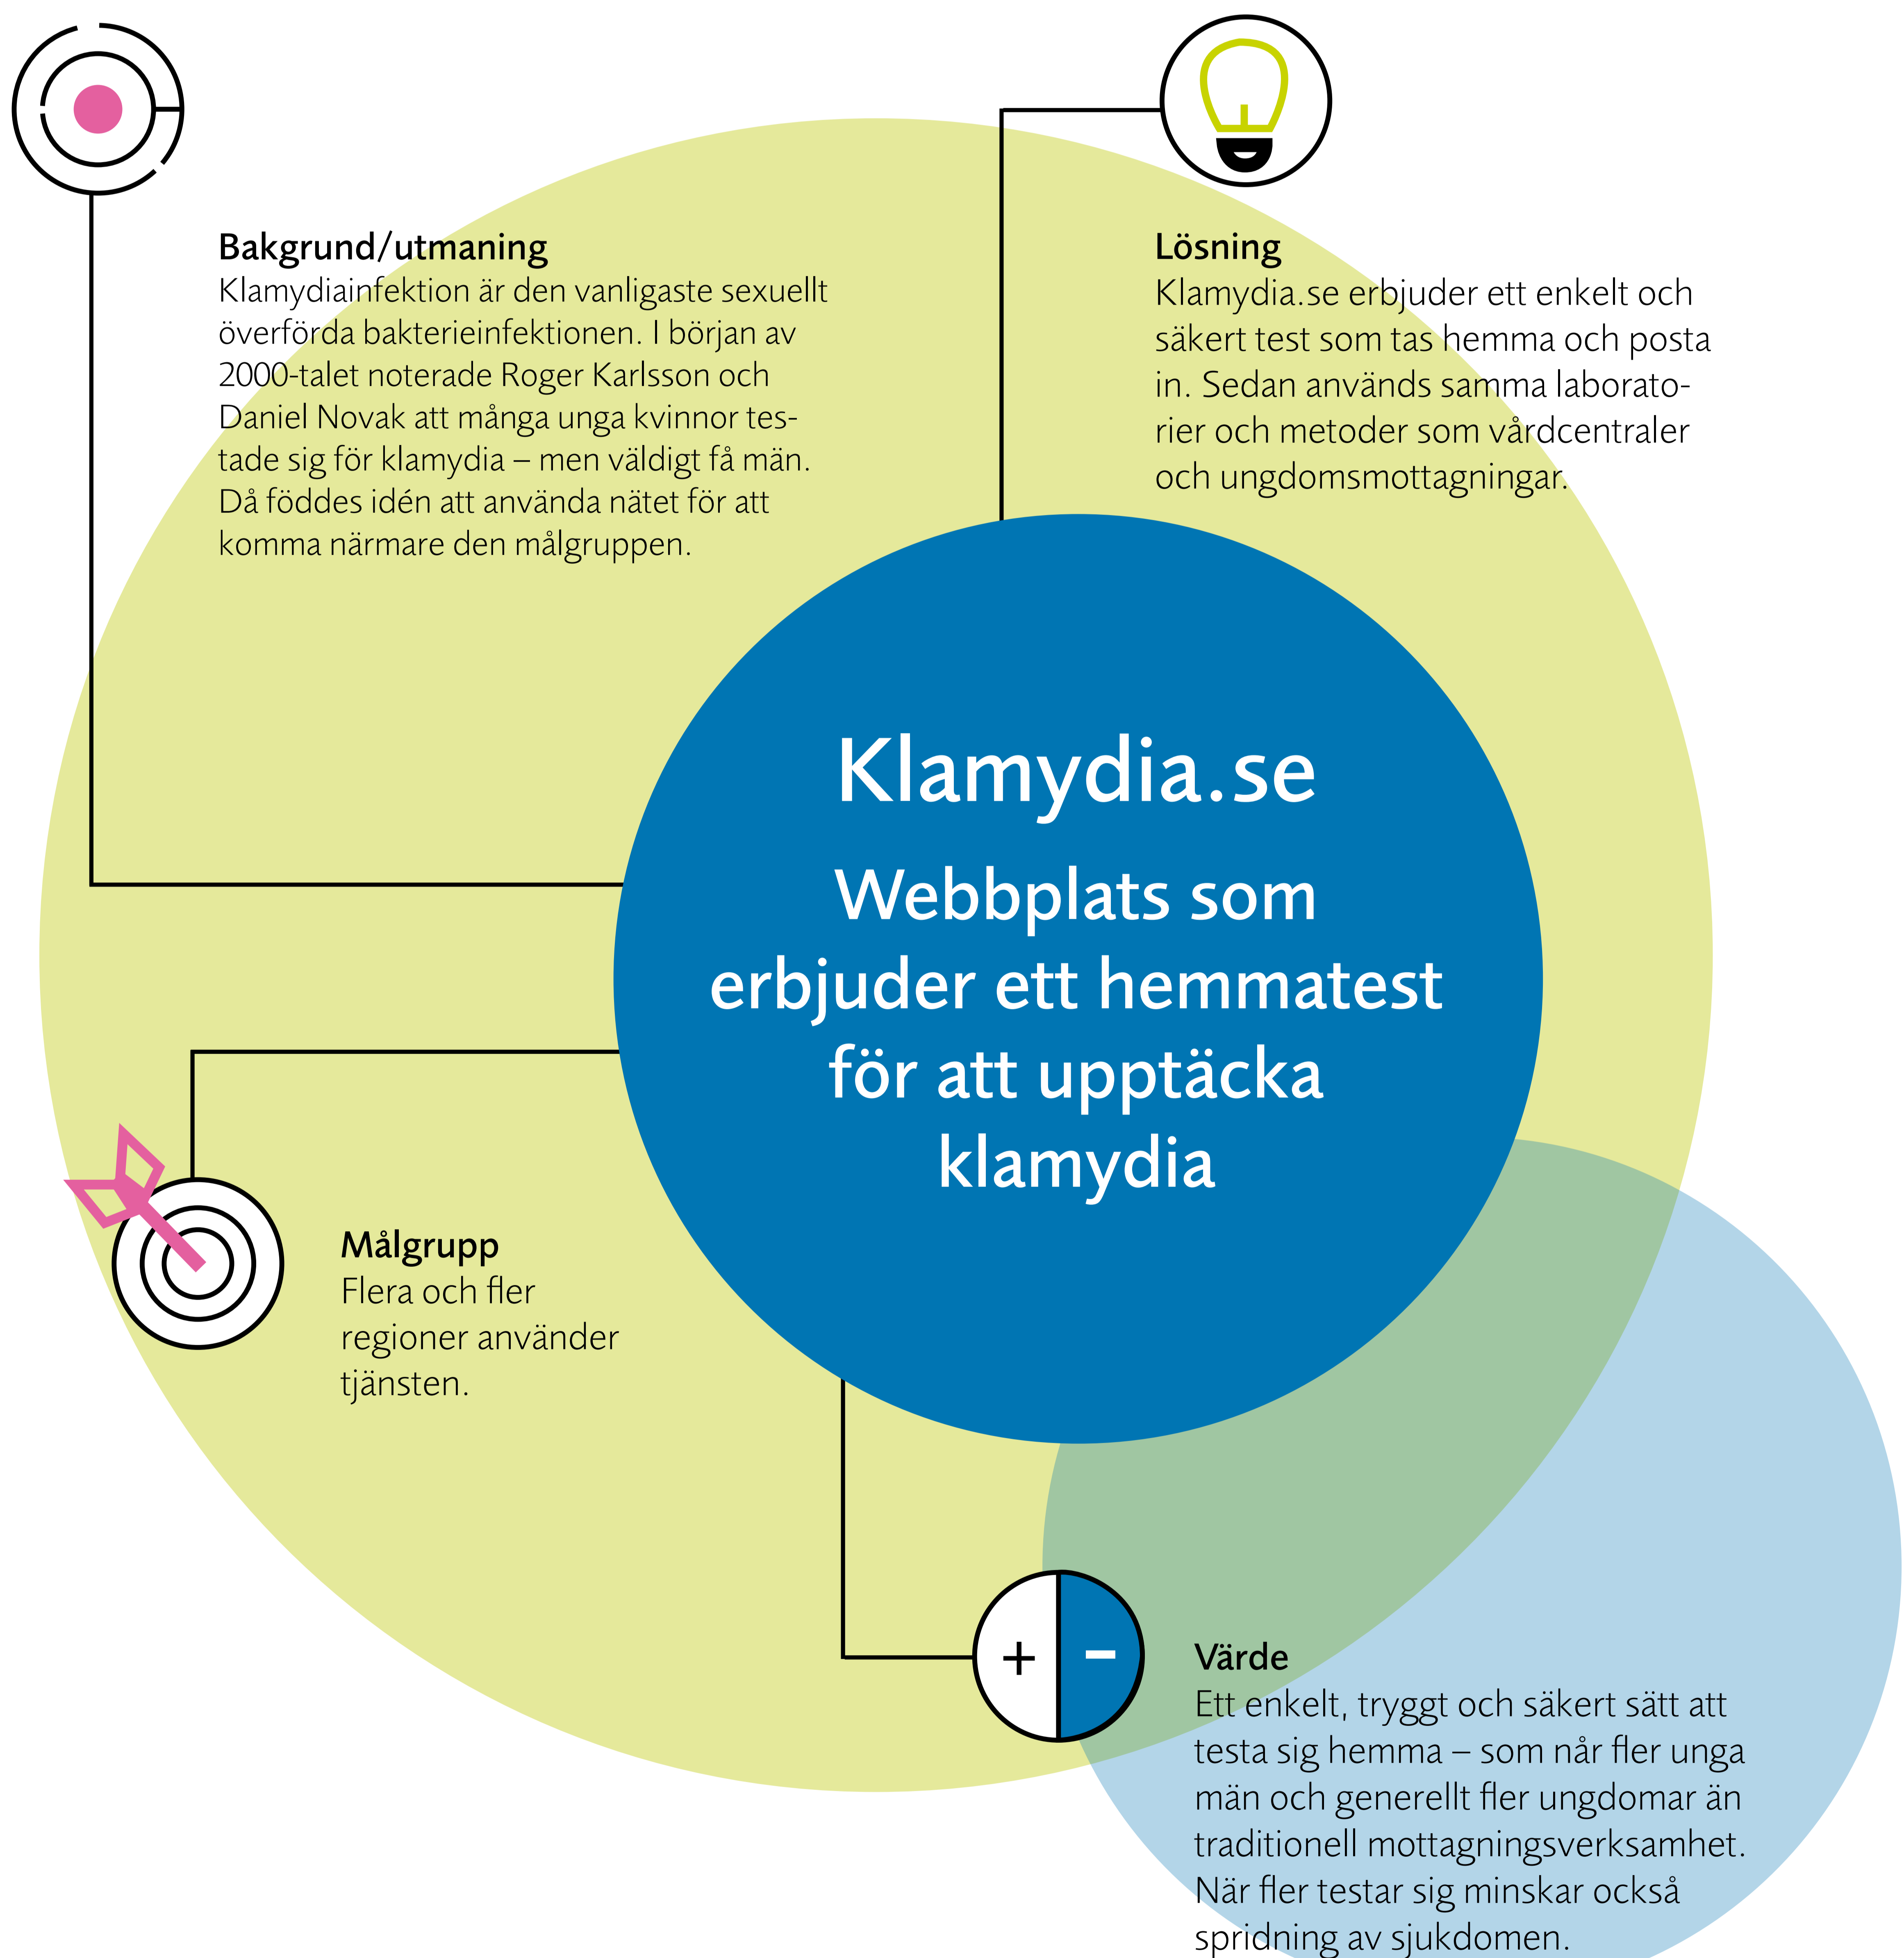 Bakgrund/utmaning
Klamydiainfektion är den vanligaste sexuellt
överförda bakterieinfektionen. I början av
2000-talet noterade Roger Karlsson och
Daniel Novak att många unga kvinnor tes-
tade sig för klamydia – men väldigt få män.
Då föddes idén att använda nätet för att
komma närmare den målgruppen.
Lösning
Klamydia.se erbjuder ett enkelt och
säkert test som tas hemma och posta
in. Sedan används samma laborato-
rier och metoder som vårdcentraler
och ungdomsmottagningar.
Klamydia.se
Webbplats som
erbjuder ett hemmatest
för att upptäcka
klamydia
Målgrupp
Flera och fler
regioner använder
tjänsten.
+ –
Värde
Ett enkelt, tryggt och säkert sätt att
testa sig hemma – som når fler unga
män och generellt fler ungdomar än
traditionell mottagningsverksamhet.
När fler testar sig minskar också
spridning av sjukdomen.